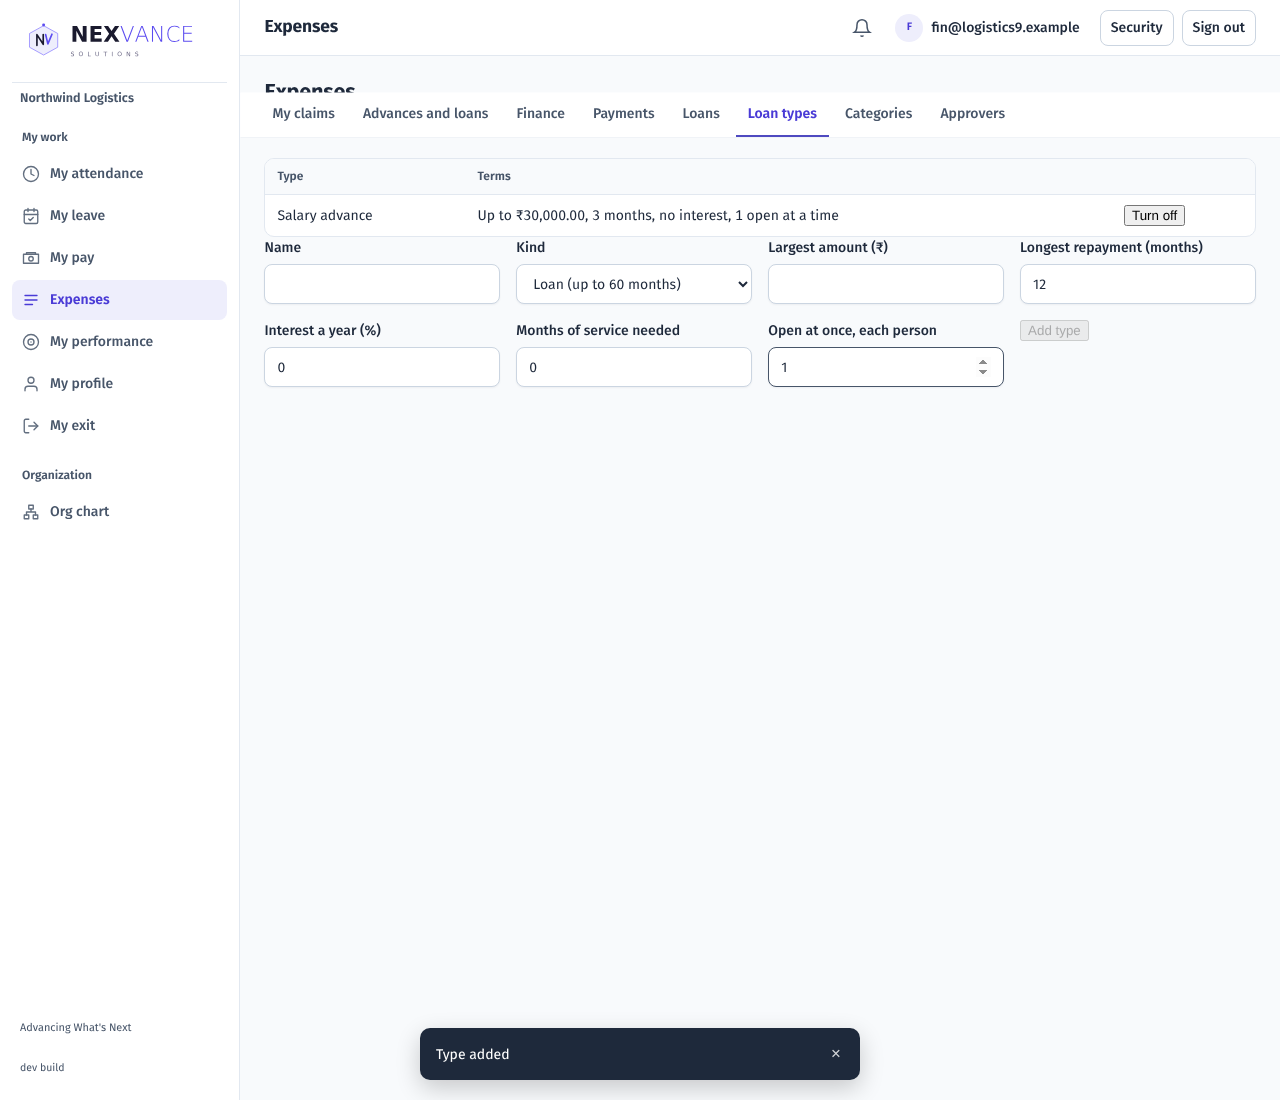 NEXVANCE
SOLUTIONS
Northwind Logistics
My work
My attendance
My leave
My pay
Expenses
My performance
My profile
My exit
Organization
Org chart
Advancing What's Next
dev build
Expenses
F fin@logistics9.example Security Sign out
Expenses
My claims Advances and loans Finance Payments Loans Loan types Categories Approvers
Type Terms
Salary advance Up to ₹30,000.00, 3 months, no interest, 1 open at a time Turn off
Name Kind Largest amount (₹) Longest repayment (months)
Loan (up to 60 months) 12
Interest a year (%) Months of service needed Open at once, each person Add type
0 0 1
Type added ×